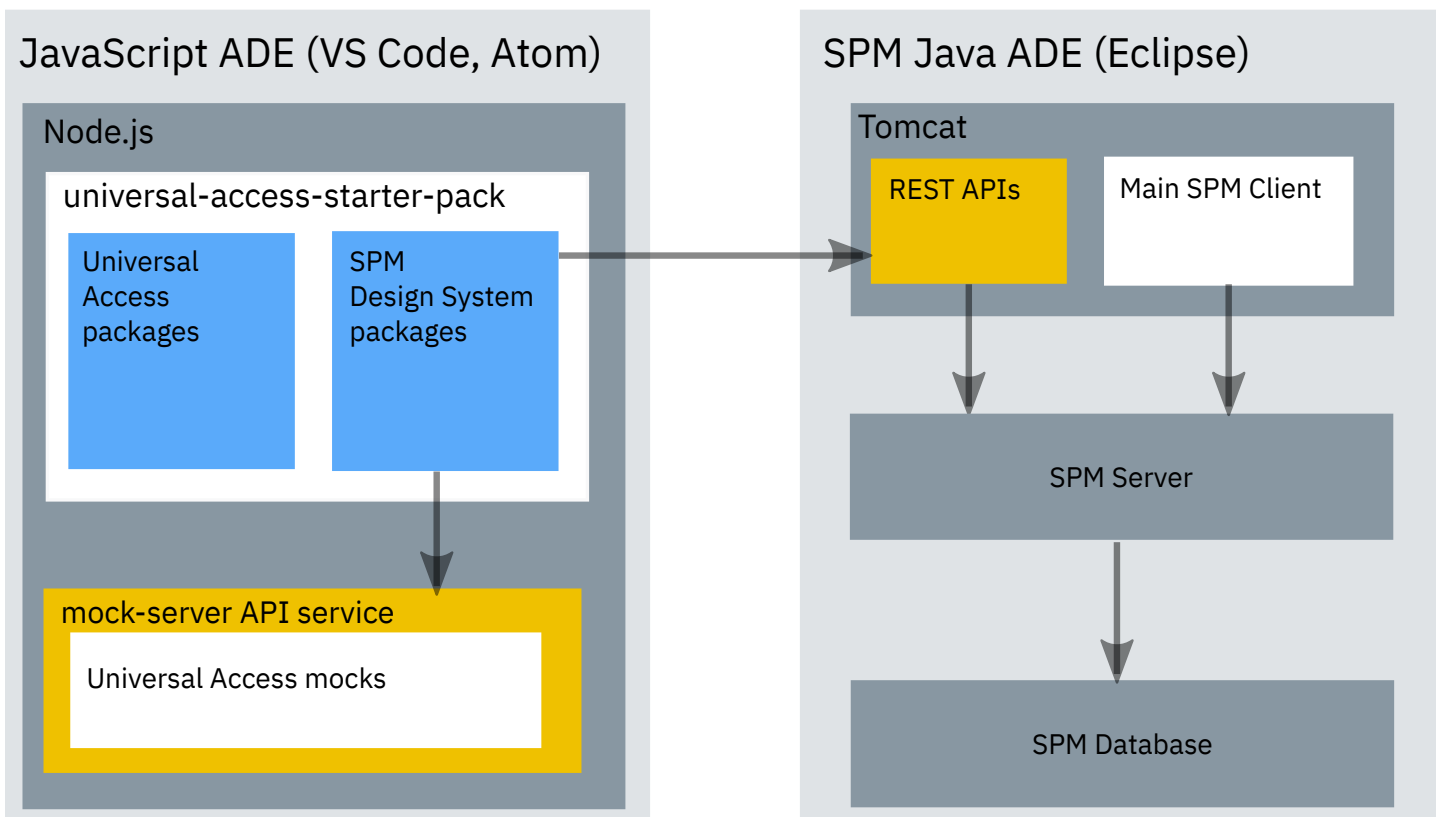 JavaScript ADE (VS Code, Atom)
Node.js
universal-access-starter-pack
Universal
Access
packages
SPM
Design System
packages
mock-server API service
Universal Access mocks
SPM Java ADE (Eclipse)
Tomcat
REST APIs
Main SPM Client
SPM Server
SPM Database